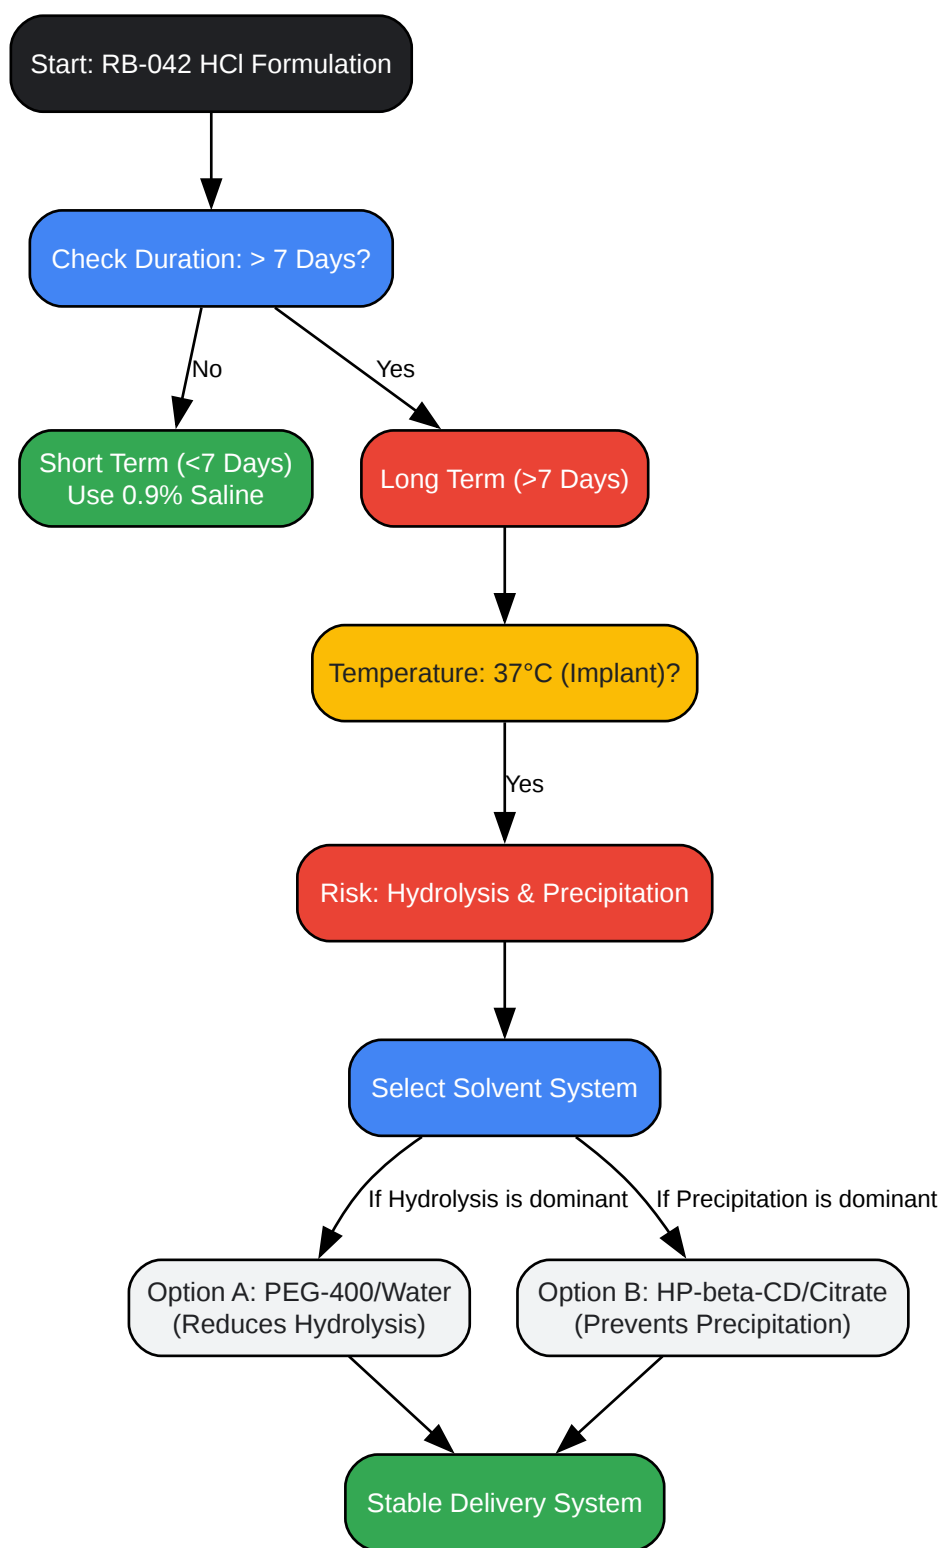 Start: RB-042 HCl Formulation
Check Duration: > 7 Days?
No
Yes
Short Term (<7 Days)
Use 0.9% Saline
Long Term (>7 Days)
Temperature: 37°C (Implant)?
Yes
Risk: Hydrolysis & Precipitation
Select Solvent System
If Hydrolysis is dominant
If Precipitation is dominant
Option A: PEG-400/Water
(Reduces Hydrolysis)
Option B: HP-beta-CD/Citrate
(Prevents Precipitation)
Stable Delivery System